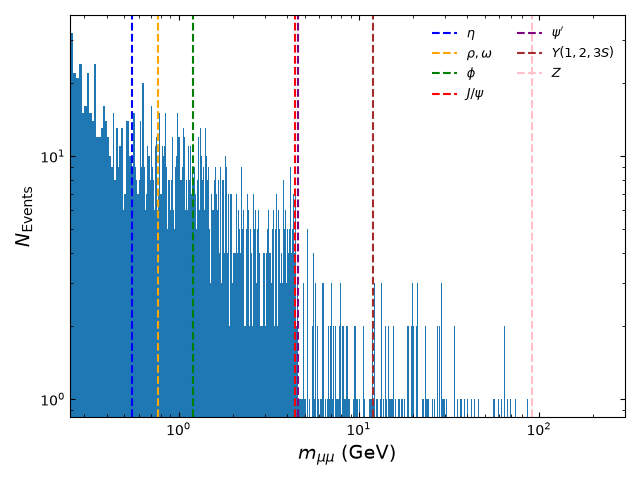 η
ρ, ω
ϕ
J/ψ
ψ′
Υ(1, 2, 3S)
Z
N_Events
10¹
10⁰
10⁰
10¹
10²
m_μμ (GeV)